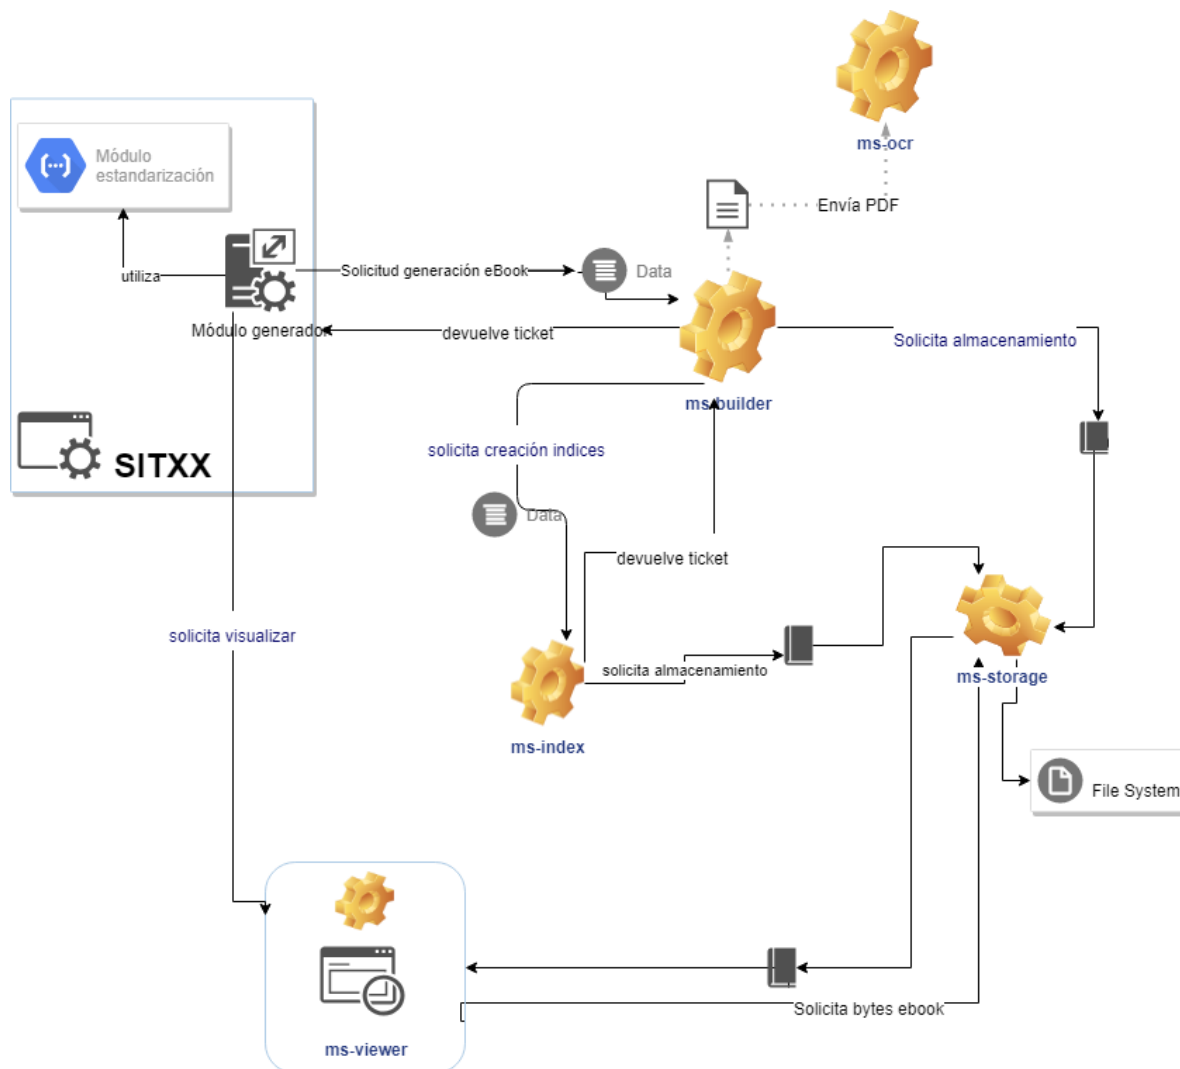 ms-ocr
Módulo
estandarización
Envía PDF
utiliza
Solicitud generación eBook
Data
Módulo generador
devuelve ticket
Solicita almacenamiento
ms-builder
solicita creación indices
SITXX
Data
devuelve ticket
solicita visualizar
solicita almacenamiento
ms-storage
ms-index
File System
Solicita bytes ebook
ms-viewer